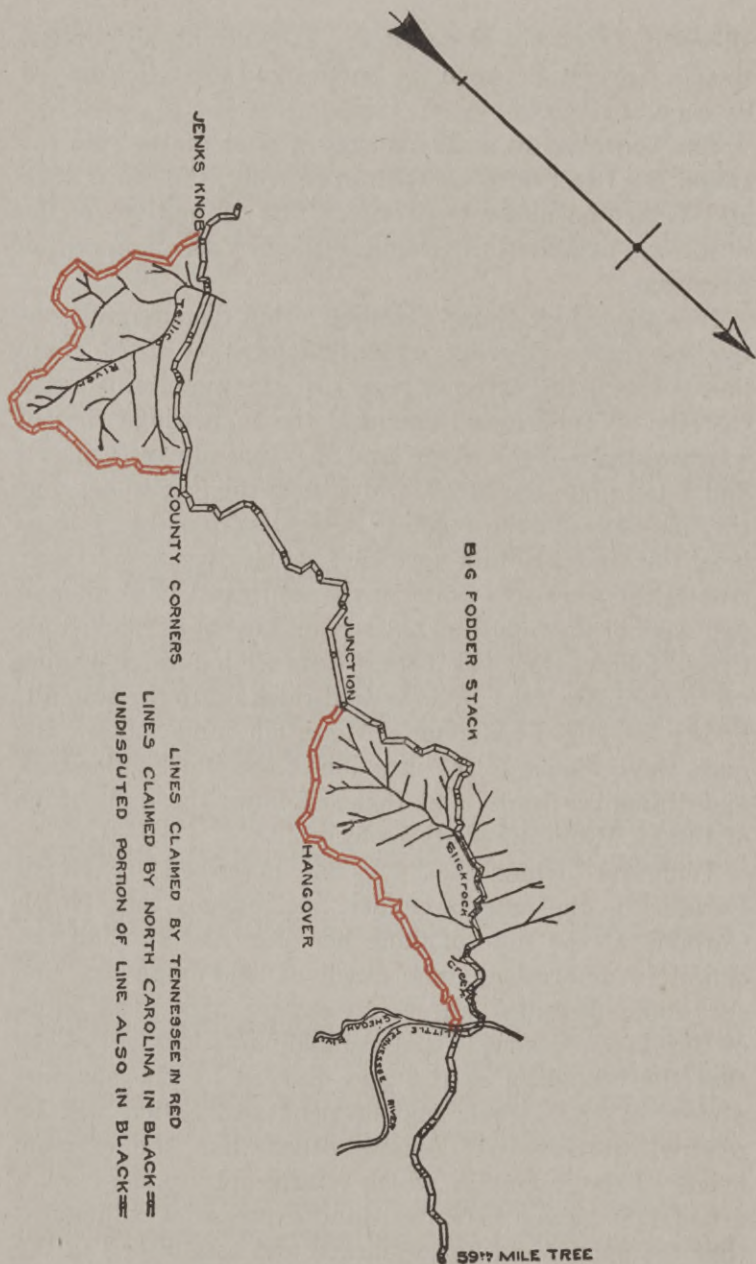 JENKS KNOB
Tellic
RIVER
COUNTY CORNERS
JUNCTION
BIG FODDER STACK
HANGOVER
Slickrock
Creek
LITTLE
TENNESSEE
RIVER
CHEOAH
59TH MILE TREE
LINES CLAIMED BY TENNESSEE IN RED
LINES CLAIMED BY NORTH CAROLINA IN BLACK
UNDISPUTED PORTION OF LINE ALSO IN BLACK